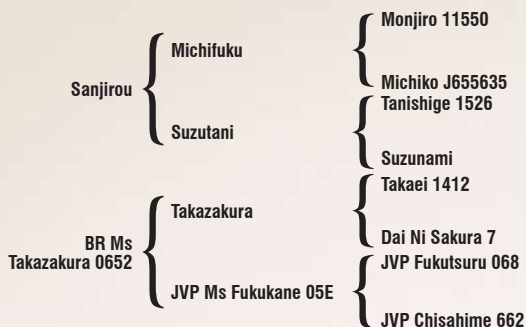 Monjiro 11550
Michifuku
Michiko J655635
Sanjirou
Tanishige 1526
Suzutani
Suzunami
Takaei 1412
Takazakura
Dai Ni Sakura 7
BR Ms
Takazakura 0652
JVP Fukutsuru 068
JVP Ms Fukukane 05E
JVP Chisahime 662